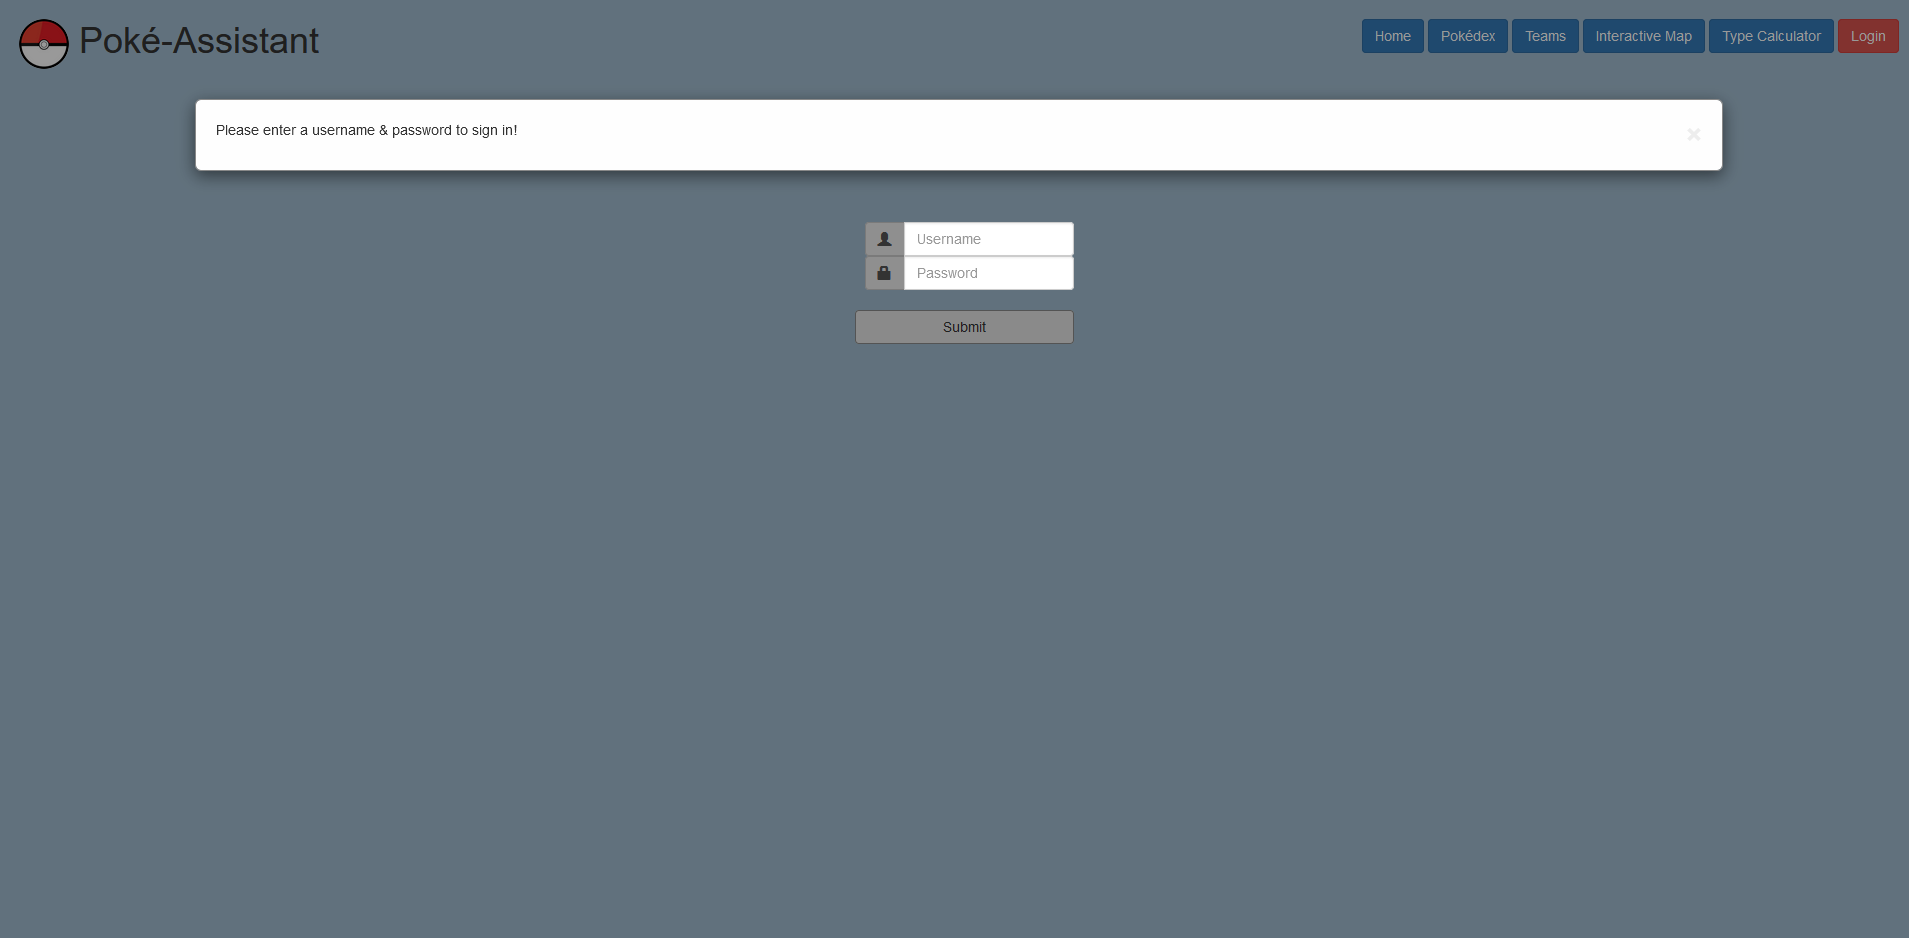 Poké-Assistant
Home Pokédex Teams Interactive Map Type Calculator Login
Please enter a username & password to sign in!
×
Username
Password
Submit